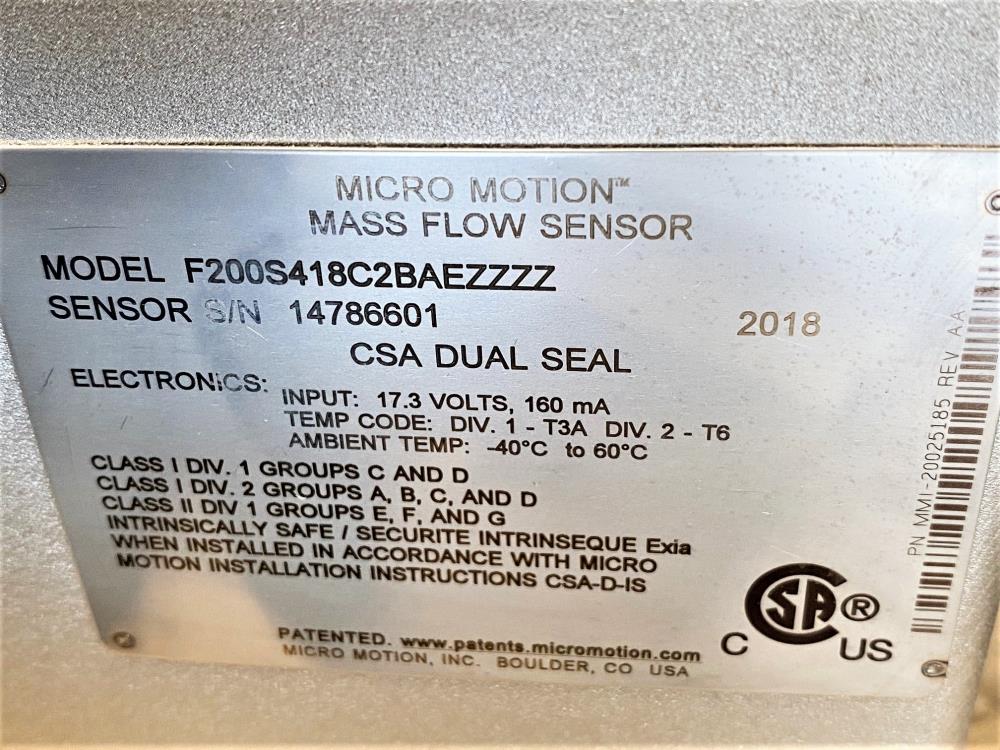 MICRO MOTION™
MASS FLOW SENSOR
MODEL F200S418C2BAEZZZZ
SENSOR S/N 14786601
2018
CSA DUAL SEAL
ELECTRONICS:
INPUT: 17.3 VOLTS, 160 mA
TEMP CODE: DIV. 1 - T3A DIV. 2 - T6
AMBIENT TEMP: -40°C to 60°C
CLASS I DIV. 1 GROUPS C AND D
CLASS I DIV. 2 GROUPS A, B, C, AND D
CLASS II DIV 1 GROUPS E, F, AND G
INTRINSICALLY SAFE / SECURITE INTRINSEQUE Exia
WHEN INSTALLED IN ACCORDANCE WITH MICRO
MOTION INSTALLATION INSTRUCTIONS CSA-D-IS
PATENTED. www.patents.micromotion.com
MICRO MOTION, INC. BOULDER, CO USA
C CSA® US
PN MMI-20025185 REV AA